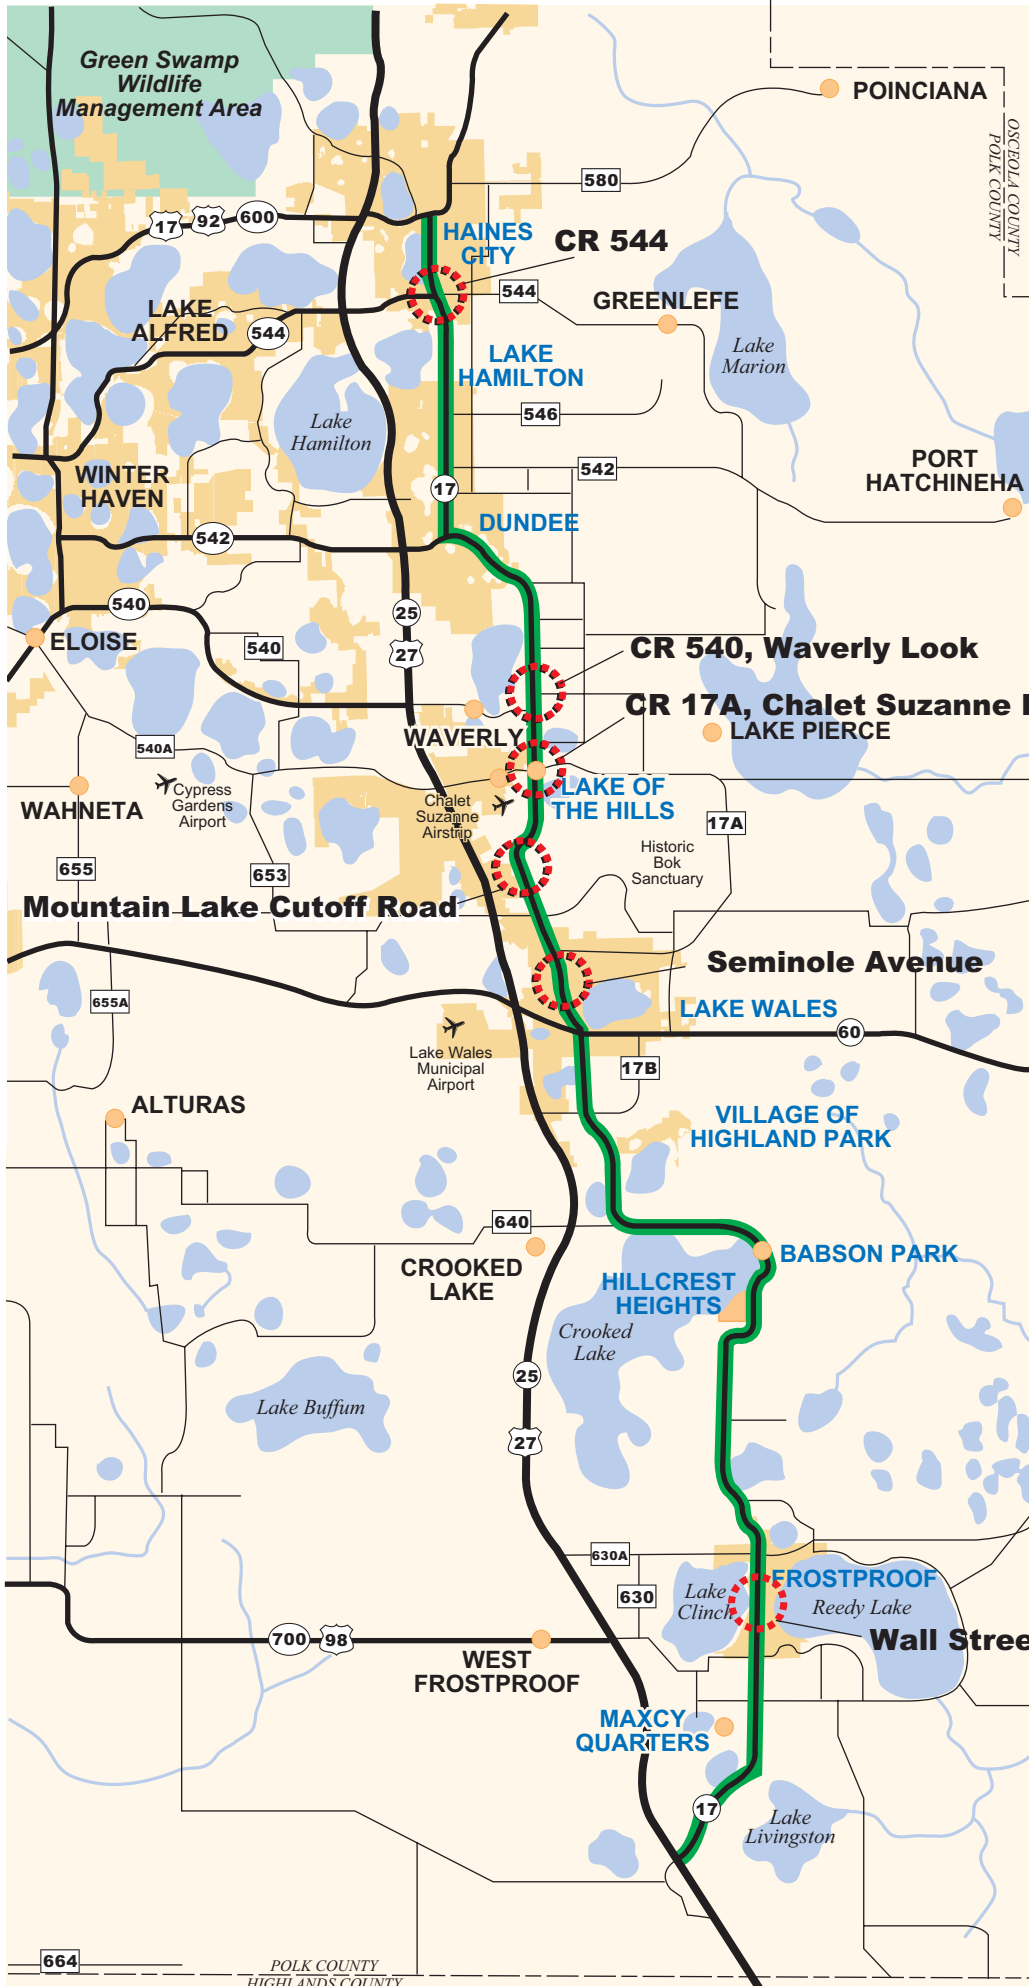 Green Swamp
Wildlife
Management Area
POINCIANA
OSCEOLA COUNTY
POLK COUNTY
580
17
92
600
HAINES
CITY
CR 544
544
GREENLEFE
LAKE
ALFRED
544
LAKE
HAMILTON
Lake
Marion
546
Lake
Hamilton
542
PORT
HATCHINEHA
WINTER
HAVEN
17
DUNDEE
542
540
25
ELOISE
540
27
CR 540, Waverly Look
CR 17A, Chalet Suzanne
WAVERLY
LAKE PIERCE
540A
WAHNETA
Cypress
Gardens
Airport
Chalet
Suzanne
Airstrip
LAKE OF
THE HILLS
17A
Historic
Bok
Sanctuary
655
653
Mountain Lake Cutoff Road
Seminole Avenue
655A
LAKE WALES
60
Lake Wales
Municipal
Airport
17B
ALTURAS
VILLAGE OF
HIGHLAND PARK
640
CROOKED
LAKE
BABSON PARK
HILLCREST
HEIGHTS
Crooked
Lake
25
Lake Buffum
27
630A
630
Lake
Clinch
FROSTPROOF
Reedy Lake
700
98
Wall Stree
WEST
FROSTPROOF
MAXCY
QUARTERS
17
Lake
Livingston
664
POLK COUNTY
HIGHLANDS COUNTY